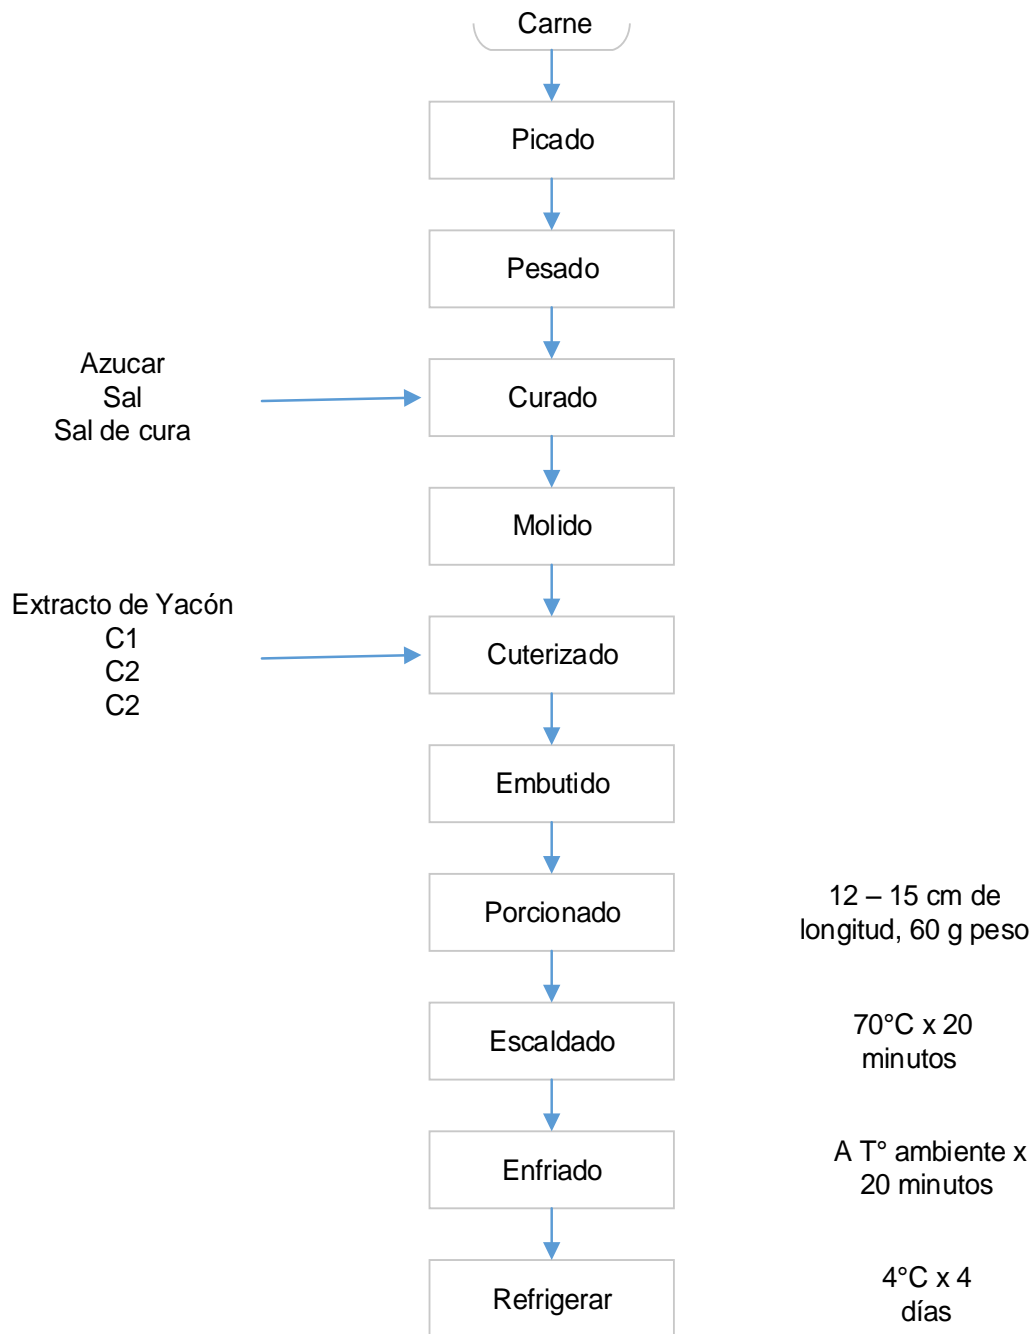 Carne
Picado
Pesado
Azucar
Sal
Sal de cura
Curado
Molido
Extracto de Yacón
C1
C2
C2
Cuterizado
Embutido
Porcionado
12 – 15 cm de
longitud, 60 g peso
Escaldado
70°C x 20
minutos
Enfriado
A T° ambiente x
20 minutos
Refrigerar
4°C x 4
días